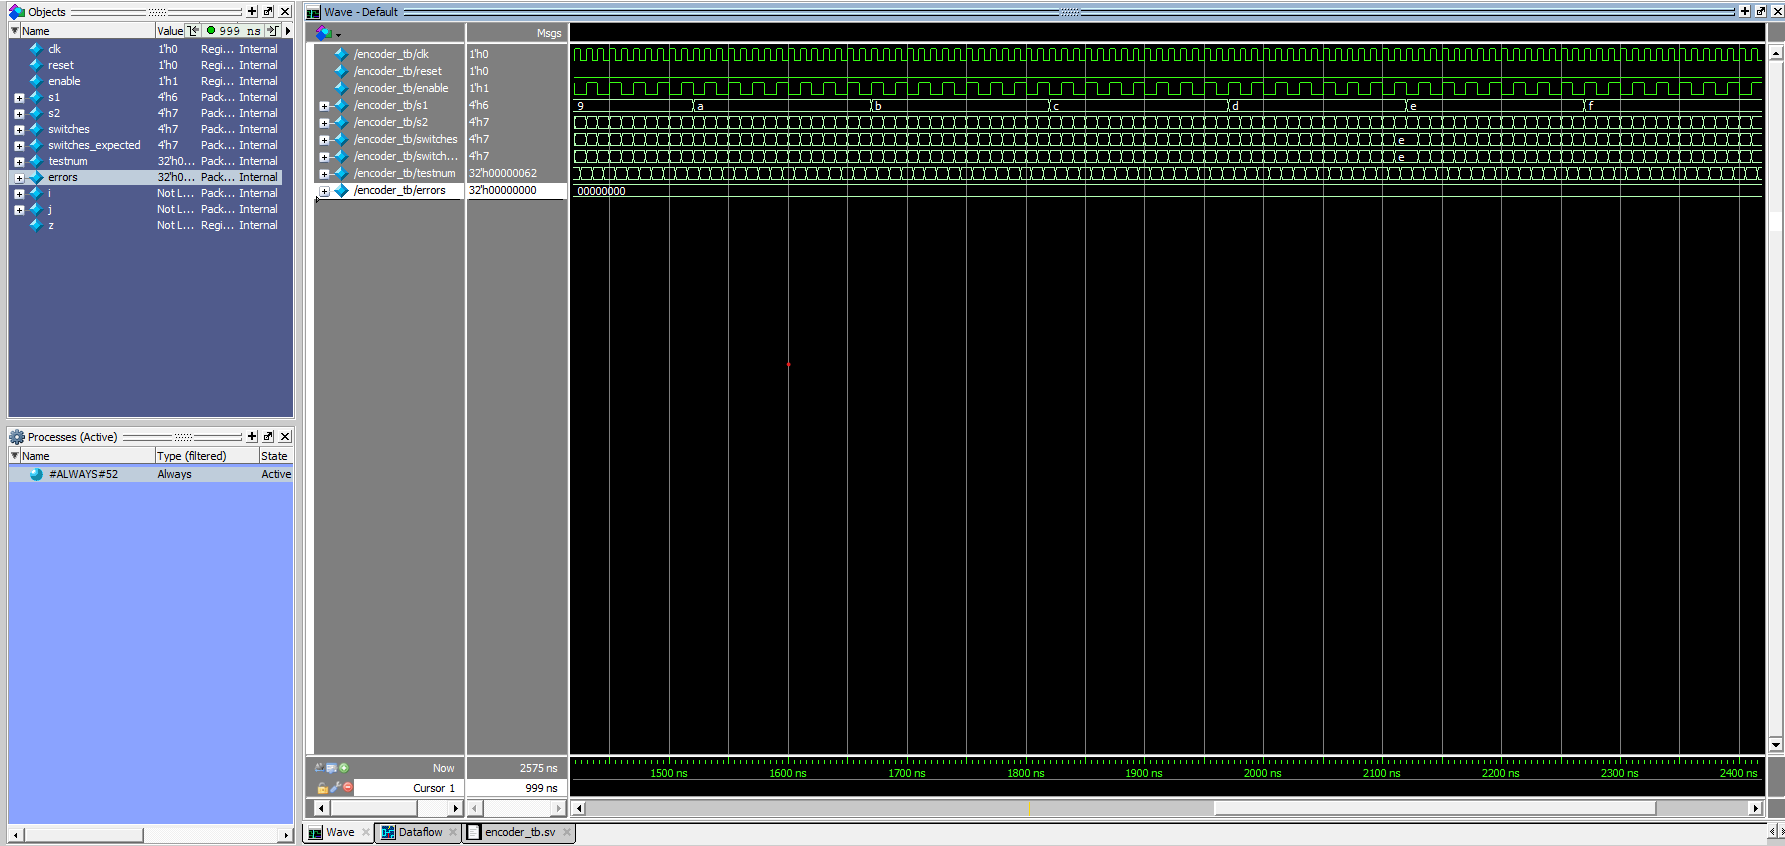 Objects
Name Value 999 ns
clk 1'h0 Regi... Internal
reset 1'h0 Regi... Internal
enable 1'h1 Regi... Internal
s1 4'h6 Pack... Internal
s2 4'h7 Pack... Internal
switches 4'h7 Pack... Internal
switches_expected 4'h7 Pack... Internal
testnum 32'h0... Pack... Internal
errors 32'h0... Pack... Internal
i Not L... Pack... Internal
j Not L... Pack... Internal
z Not L... Regi... Internal
Processes (Active)
Name Type (filtered) State
#ALWAYS#52 Always Active
Wave - Default
Msgs
/encoder_tb/clk 1'h0
/encoder_tb/reset 1'h0
/encoder_tb/enable 1'h1
/encoder_tb/s1 4'h6 9 a b c d e f
/encoder_tb/s2 4'h7
/encoder_tb/switches 4'h7 e
/encoder_tb/switch... 4'h7 e
/encoder_tb/testnum 32'h00000062
/encoder_tb/errors 32'h00000000 00000000
Now 2575 ns 1500 ns 1600 ns 1700 ns 1800 ns 1900 ns 2000 ns 2100 ns 2200 ns 2300 ns 2400 ns
Cursor 1 999 ns
Wave Dataflow encoder_tb.sv